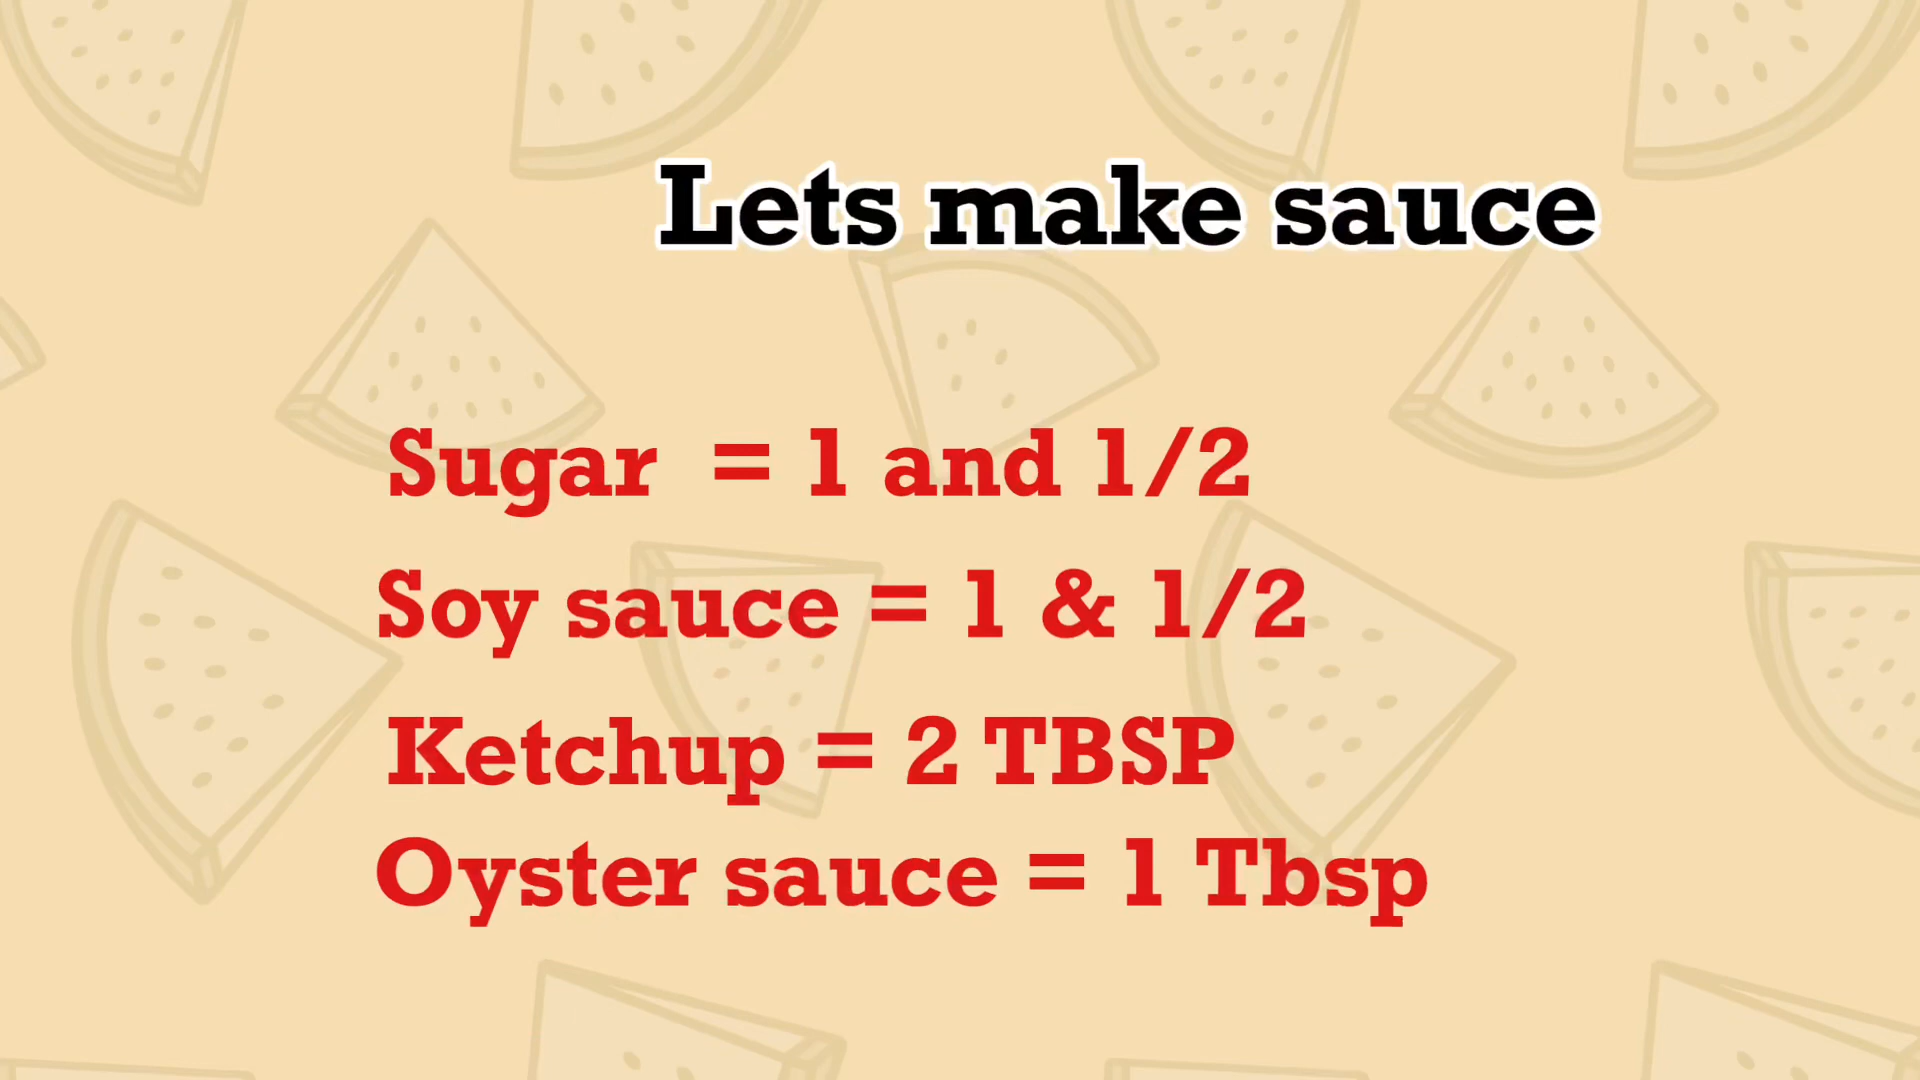 Lets make sauce
Sugar = 1 and 1/2
Soy sauce = 1 & 1/2
Ketchup = 2 TBSP
Oyster sauce = 1 Tbsp